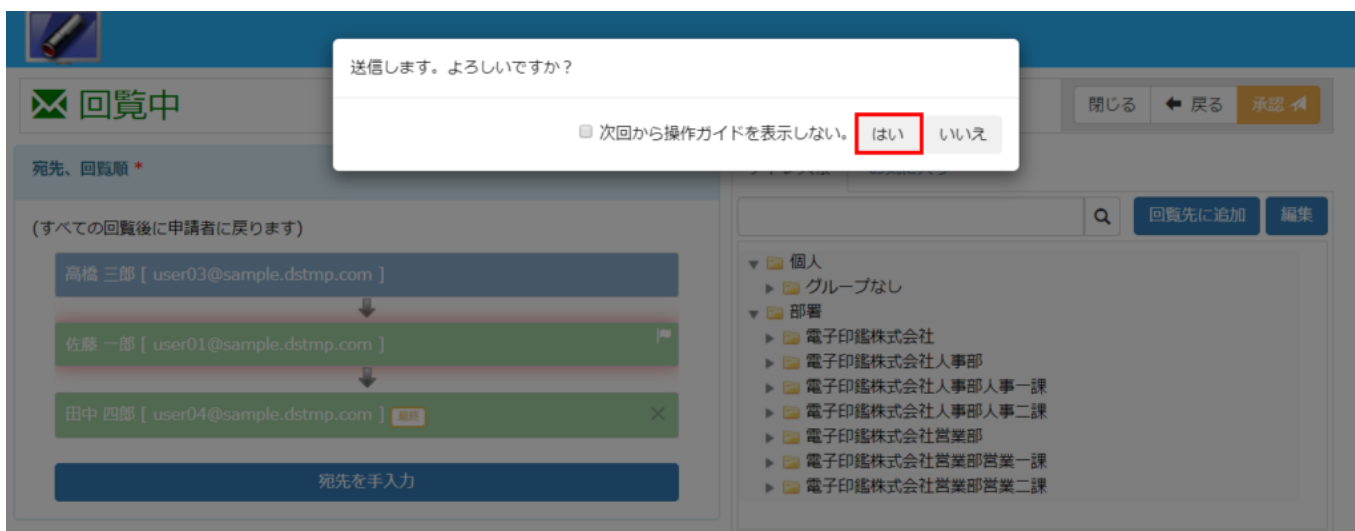 送信します。よろしいですか？
次回から操作ガイドを表示しない。 はい いいえ
回覧中
閉じる 戻る 承認
宛先、回覧順 *
(すべての回覧後に申請者に戻ります)
高橋 三郎 [ user03@sample.dstmp.com ]
佐藤 一郎 [ user01@sample.dstmp.com ]
田中 四郎 [ user04@sample.dstmp.com ] 最終
宛先を手入力
回覧先に追加 編集
個人
グループなし
部署
電子印鑑株式会社
電子印鑑株式会社人事部
電子印鑑株式会社人事部人事一課
電子印鑑株式会社人事部人事二課
電子印鑑株式会社営業部
電子印鑑株式会社営業部営業一課
電子印鑑株式会社営業部営業二課